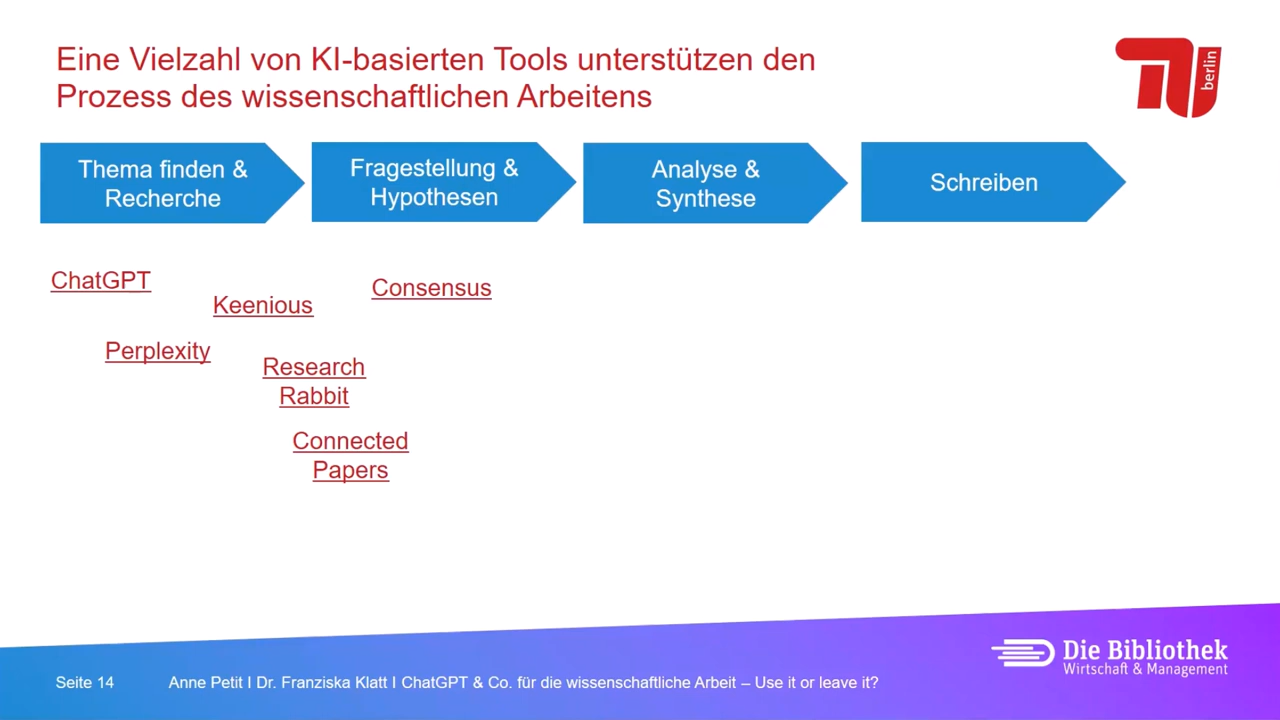 Eine Vielzahl von KI-basierten Tools unterstützen den
Prozess des wissenschaftlichen Arbeitens
berlin
Thema finden &
Recherche
Fragestellung &
Hypothesen
Analyse &
Synthese
Schreiben
ChatGPT
Keenious
Consensus
Perplexity
Research
Rabbit
Connected
Papers
Die Bibliothek
Wirtschaft & Management
Seite 14
Anne Petit I Dr. Franziska Klatt I ChatGPT & Co. für die wissenschaftliche Arbeit – Use it or leave it?